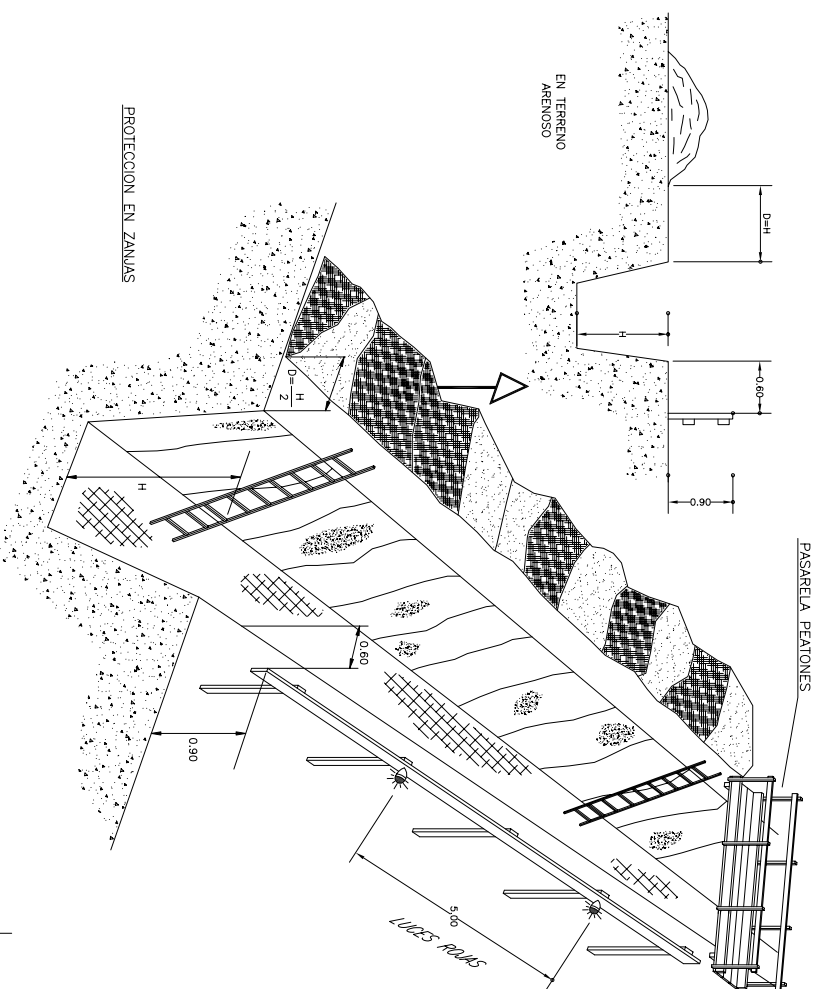 EN TERRENO
ARENOSO
D=H
H
0.60
0.90
PASARELA PEATONES
PROTECCION EN ZANJAS
D=H/2
H
0.60
0.90
5.00
LUCES ROJAS